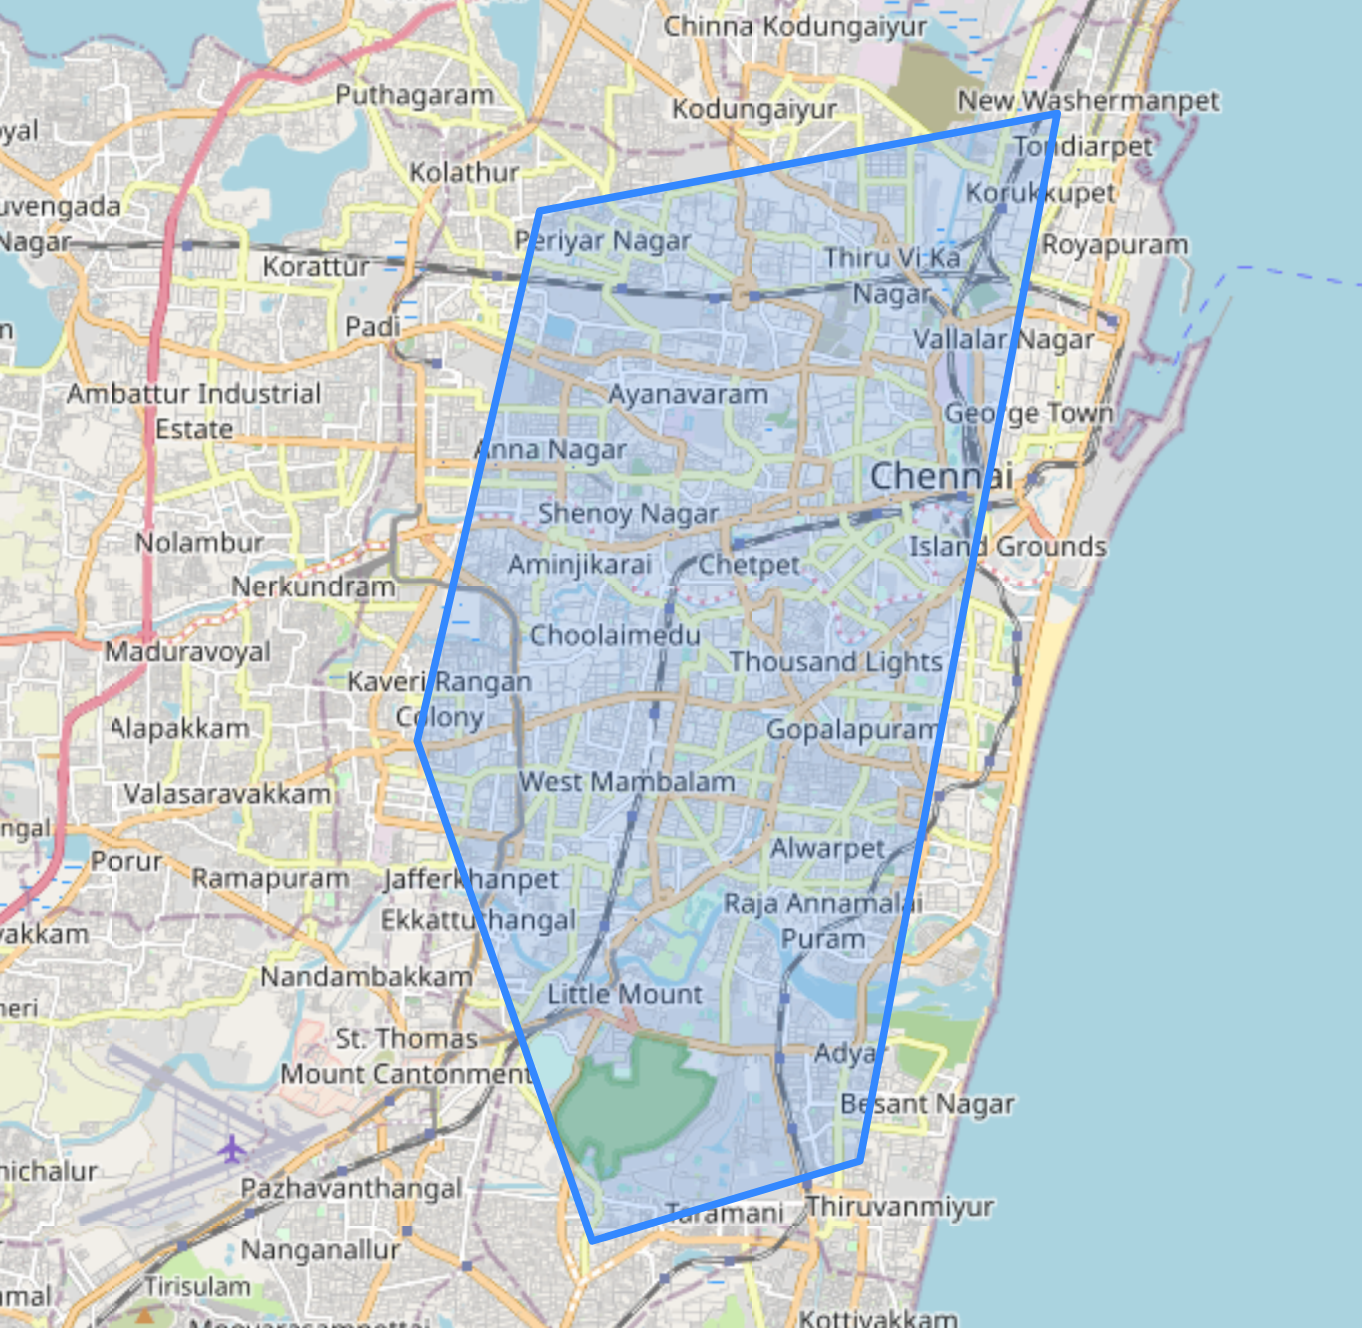 Chinna Kodungaiyur
Puthagaram
Kodungaiyur
New Washermanpet
oyal
Tondiarpet
Kolathur
Korukkupet
uvengada
Nagar
Periyar Nagar
Royapuram
Korattur
Thiru Vi Ka
Nagar
Padi
Vallalar Nagar
n
Ambattur Industrial
Estate
Ayanavaram
George Town
Anna Nagar
Chennai
Shenoy Nagar
Nolambur
Island Grounds
Aminjikarai
Chetpet
Nerkundram
Choolaimedu
Maduravoyal
Thousand Lights
Kaveri Rangan
Colony
Alapakkam
Gopalapuram
West Mambalam
Valasaravakkam
ngal
Alwarpet
Porur
Ramapuram
Jafferkhanpet
Raja Annamalai
Puram
Ekkattuthangal
vakkam
Nandambakkam
Little Mount
neri
St. Thomas
Mount Cantonment
Adyar
Besant Nagar
nichalur
Pazhavanthangal
Taramani
Thiruvanmiyur
Nanganallur
Tirisulam
mal
Kottivakkam